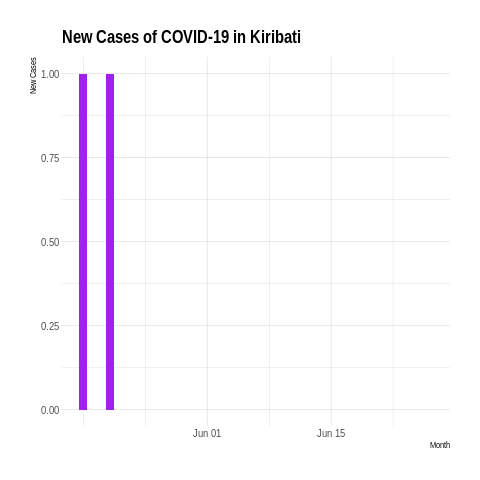 New Cases of COVID-19 in Kiribati
New Cases
1.00
0.75
0.50
0.25
0.00
Jun 01 Jun 15
Month